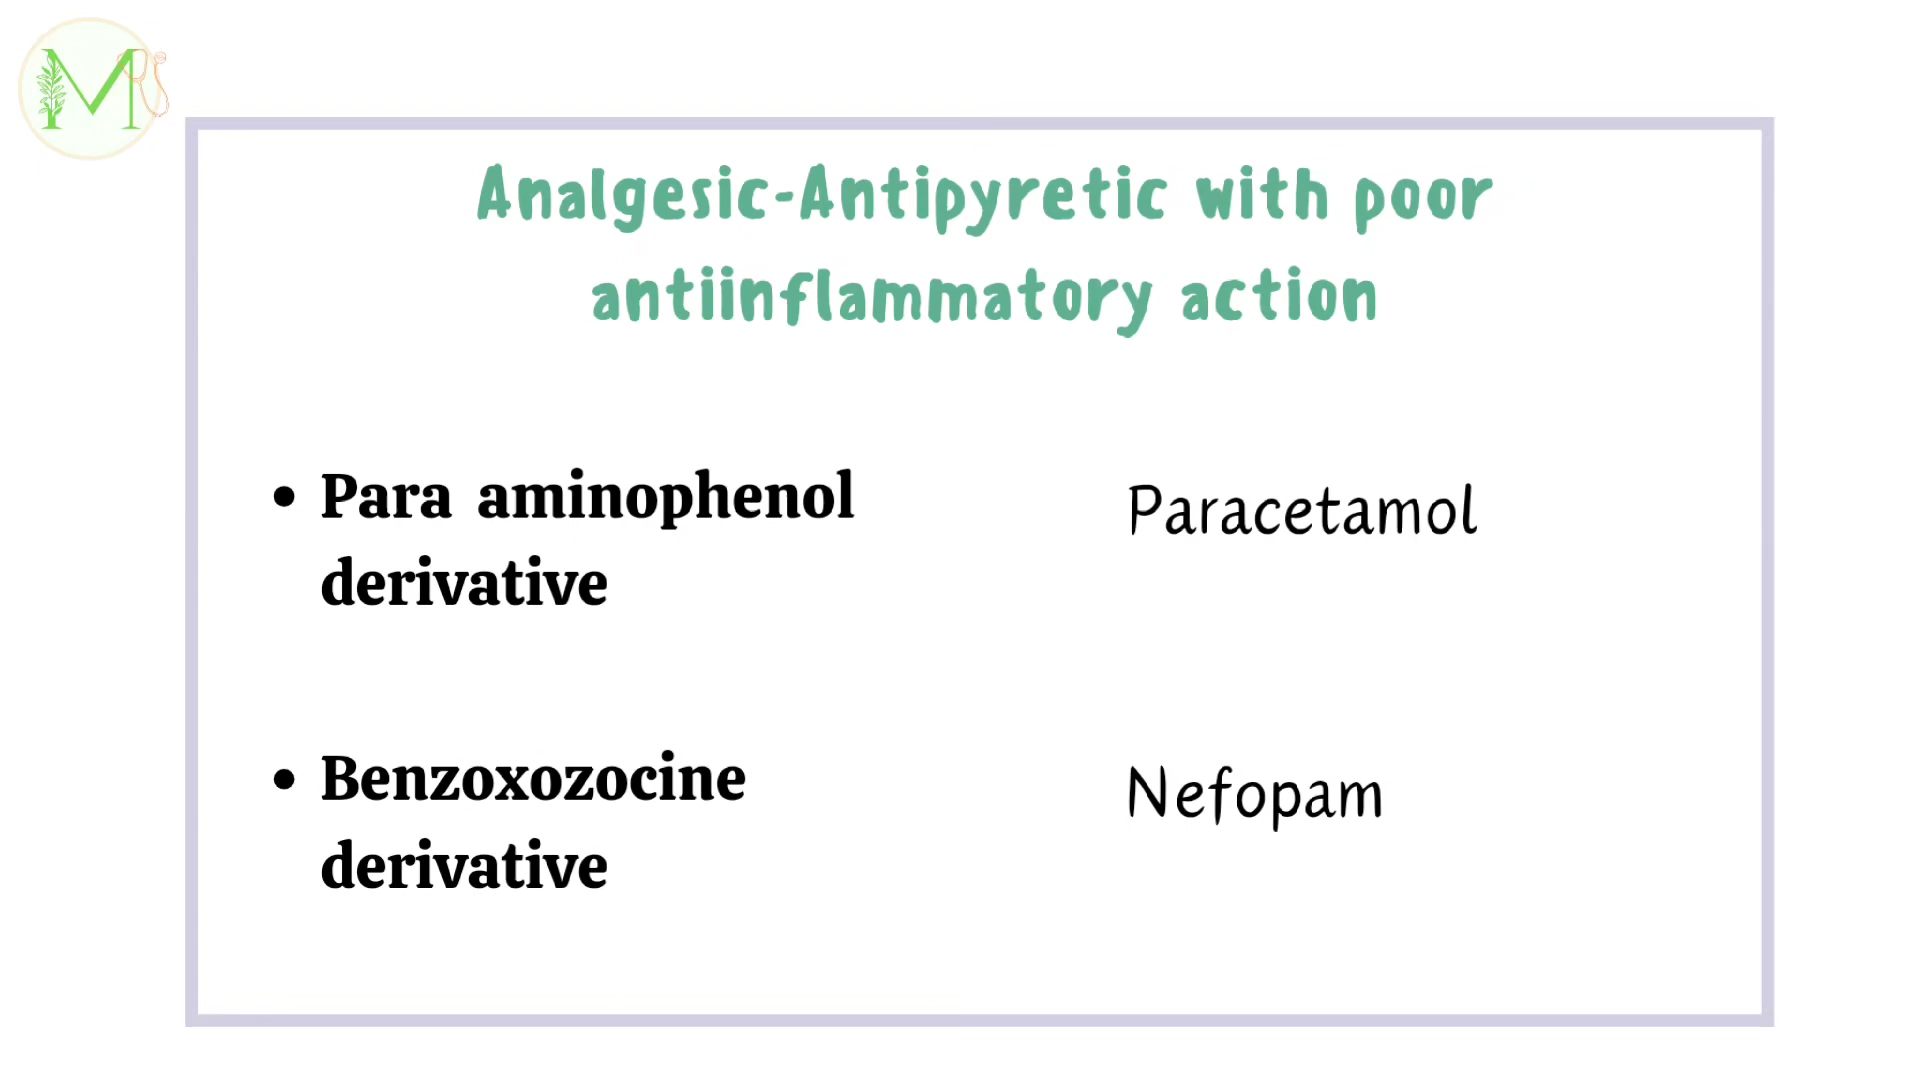 M
Analgesic-Antipyretic with poor
antiinflammatory action
• Para aminophenol
derivative
Paracetamol
• Benzoxozocine
derivative
Nefopam